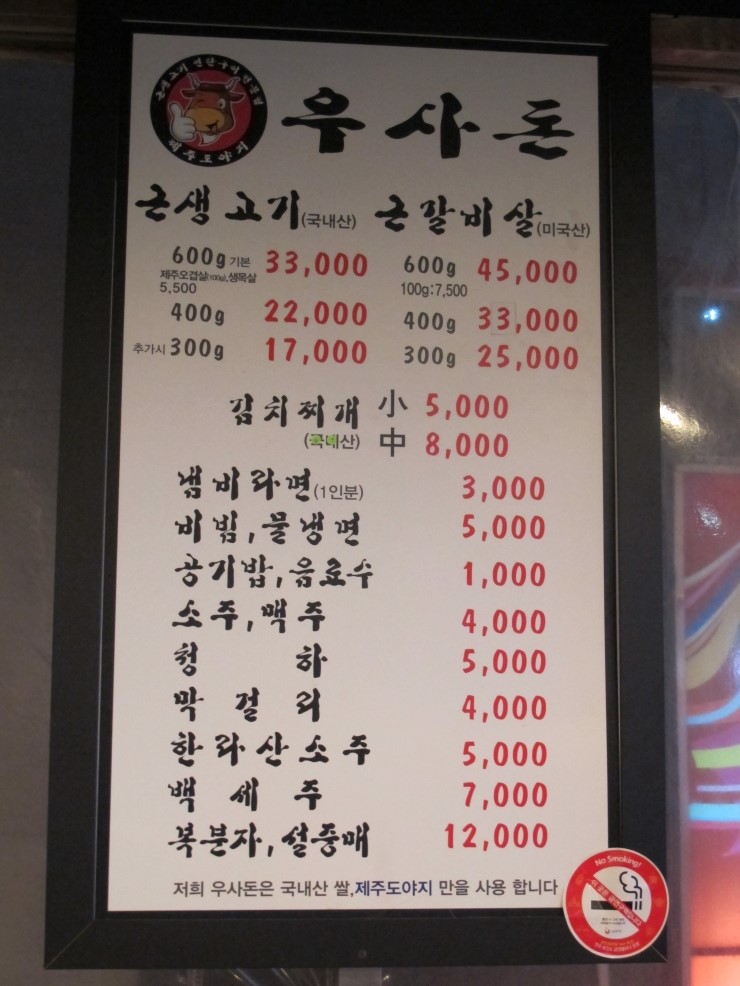 우사돈
제주도야지
근생고기(국내산)
600g 기본 33,000
제주오겹살(100g),생목살
5,500
400g 22,000
추가시 300g 17,000
근갈비살(미국산)
600g 45,000
100g:7,500
400g 33,000
300g 25,000
김치찌개 小 5,000
(국내산) 中 8,000
냄비라면(1인분) 3,000
비빔,물냉면 5,000
공기밥,음료수 1,000
소주,맥주 4,000
청 하 5,000
막 걸 리 4,000
한라산소주 5,000
백 세 주 7,000
복분자,설중매 12,000
저희 우사돈은 국내산 쌀,제주도야지 만을 사용 합니다
No Smoking!